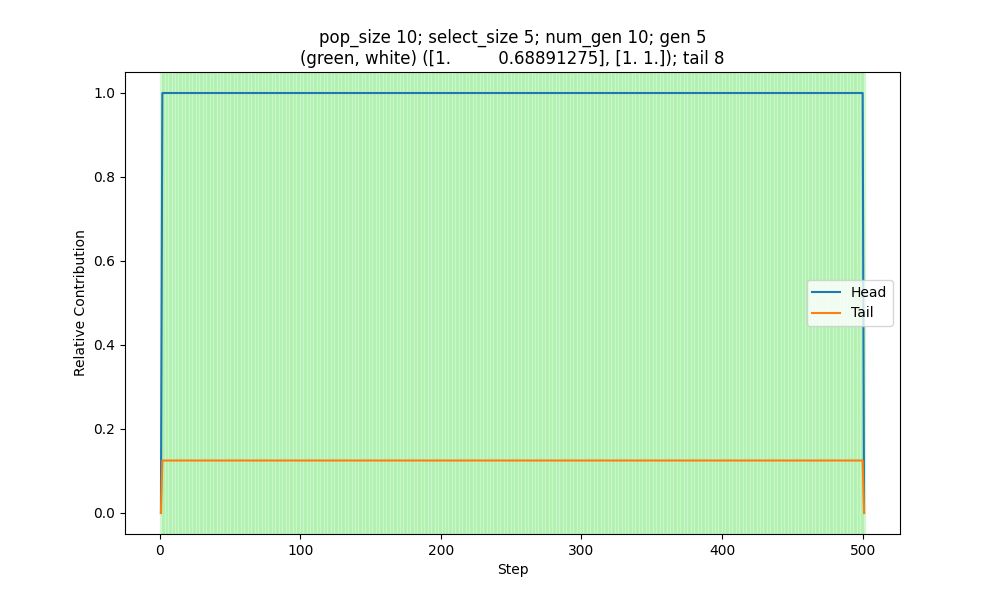 pop_size 10; select_size 5; num_gen 10; gen 5
(green, white) ([1.         0.68891275], [1. 1.]); tail 8
1.0
0.8
0.6
0.4
0.2
0.0
Relative Contribution
Head
Tail
0
100
200
300
400
500
Step